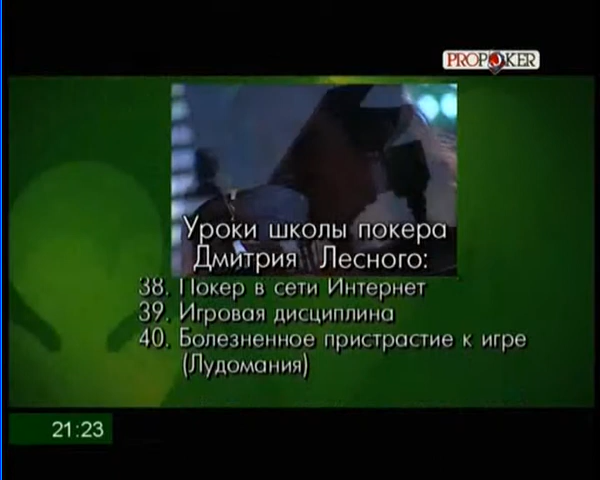 PROPOKER
Уроки школы покера
Дмитрия Лесного:
38. Покер в сети Интернет
39. Игровая дисциплина
40. Болезненное пристрастие к игре
(Лудомания)
21:23